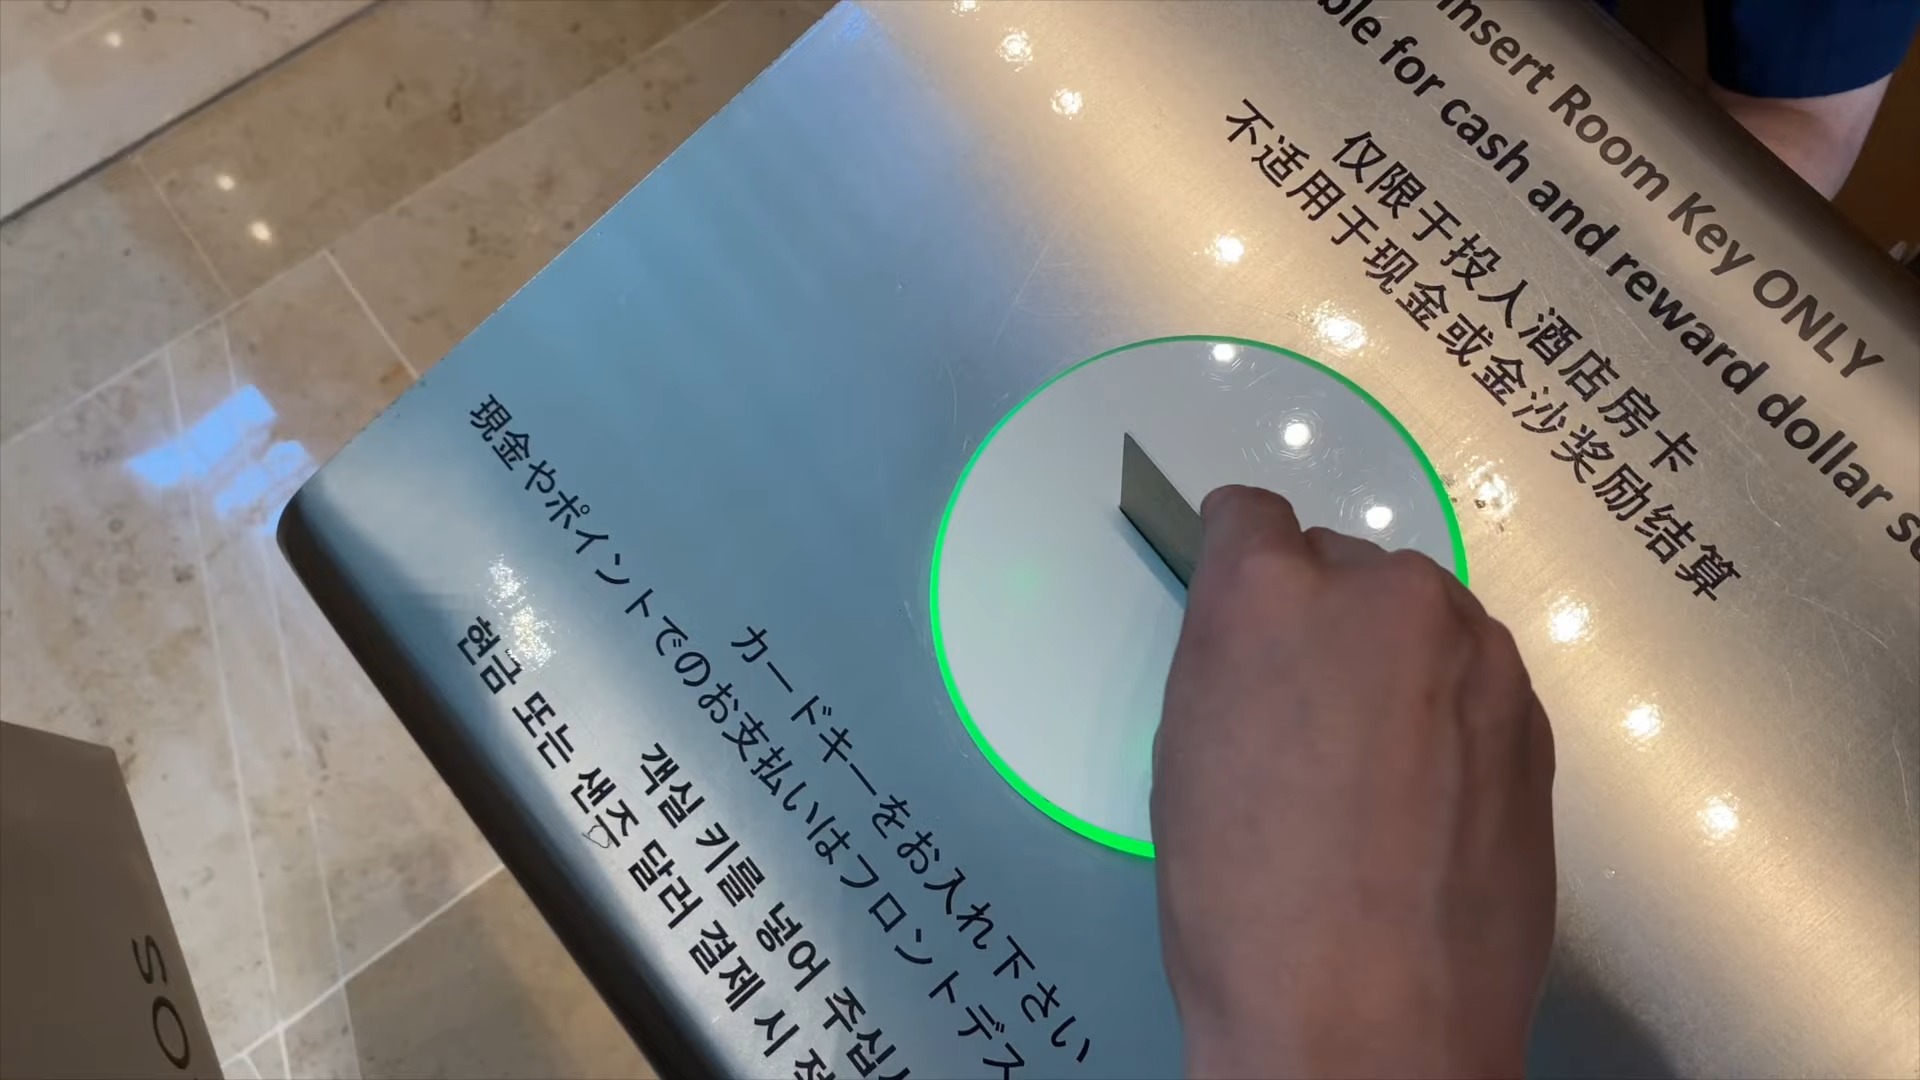 Insert Room Key ONLY
for cash and reward dollar
仅限于投入酒店房卡
不适用于现金或金沙奖励结算
カードキーをお入れ下さい
現金やポイントでのお支払いはフロントデス
객실 키를 넣어
현금 또는 샌즈 달러 결제 시
SO